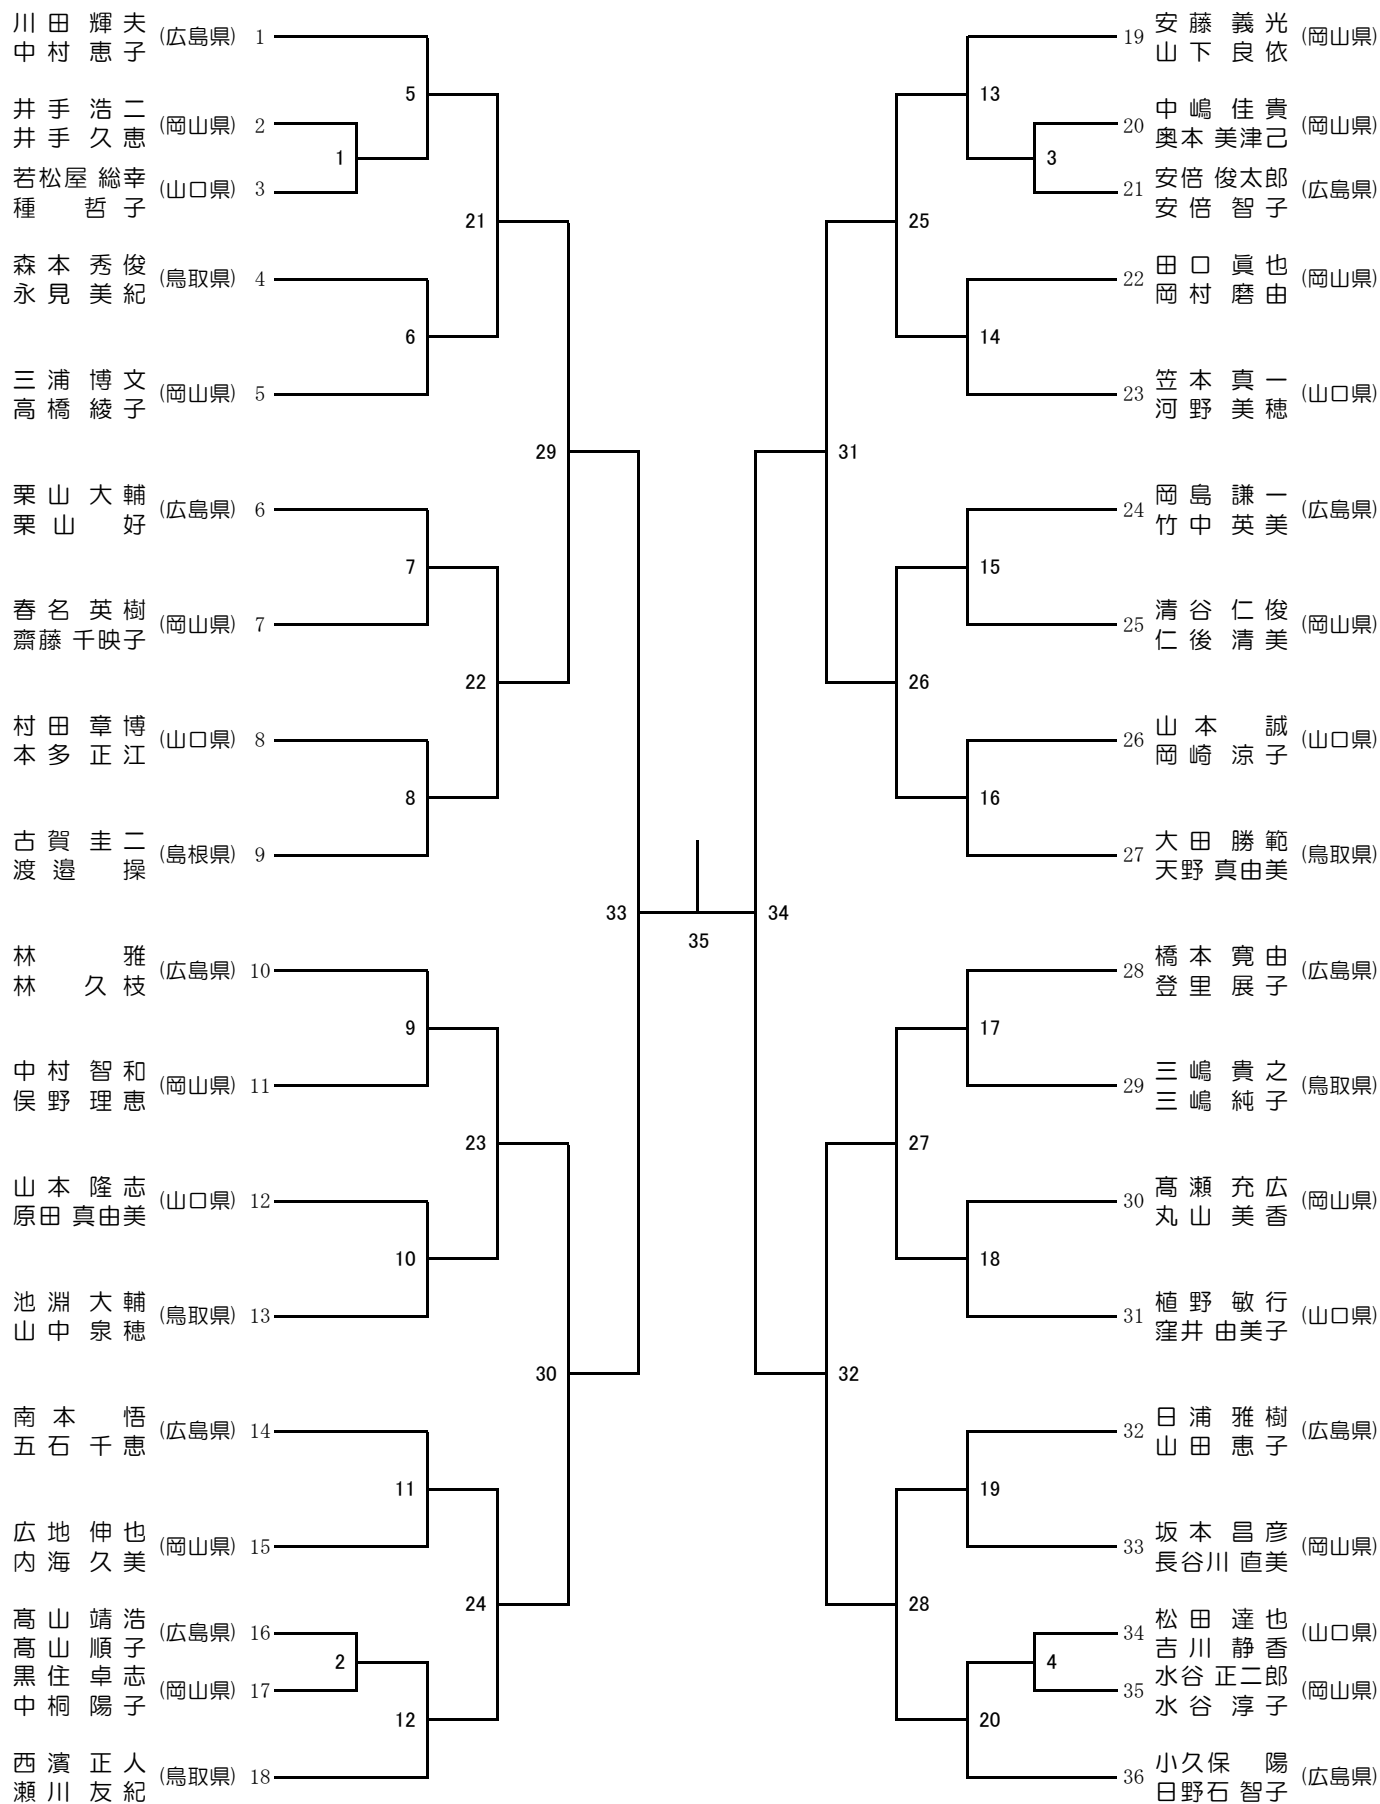 川田 輝夫
中村 恵子
(広島県) 1
井手 浩二
井手 久恵
(岡山県) 2
若松屋 総幸
種 哲子
(山口県) 3
森本 秀俊
永見 美紀
(鳥取県) 4
三浦 博文
高橋 綾子
(岡山県) 5
栗山 大輔
栗山 好
(広島県) 6
春名 英樹
齋藤 千映子
(岡山県) 7
村田 章博
本多 正江
(山口県) 8
古賀 圭二
渡邉 操
(島根県) 9
林 雅
林 久枝
(広島県) 10
中村 智和
俣野 理恵
(岡山県) 11
山本 隆志
原田 真由美
(山口県) 12
池淵 大輔
山中 泉穂
(鳥取県) 13
南本 悟
五石 千恵
(広島県) 14
広地 伸也
内海 久美
(岡山県) 15
髙山 靖浩
髙山 順子
(広島県) 16
黒住 卓志
中桐 陽子
(岡山県) 17
西濱 正人
瀬川 友紀
(鳥取県) 18
1
2
5
6
7
8
9
10
11
12
21
22
23
24
29
30
33
35
34
31
32
25
26
27
28
13
14
15
16
17
18
19
20
3
4
19 安藤 義光
山下 良依
(岡山県)
20 中嶋 佳貴
奥本 美津己
(岡山県)
21 安倍 俊太郎
安倍 智子
(広島県)
22 田口 眞也
岡村 磨由
(岡山県)
23 笠本 真一
河野 美穂
(山口県)
24 岡島 謙一
竹中 英美
(広島県)
25 清谷 仁俊
仁後 清美
(岡山県)
26 山本 誠
岡崎 涼子
(山口県)
27 大田 勝範
天野 真由美
(鳥取県)
28 橋本 寛由
登里 展子
(広島県)
29 三嶋 貴之
三嶋 純子
(鳥取県)
30 髙瀬 充広
丸山 美香
(岡山県)
31 植野 敏行
窪井 由美子
(山口県)
32 日浦 雅樹
山田 恵子
(広島県)
33 坂本 昌彦
長谷川 直美
(岡山県)
34 松田 達也
吉川 静香
(山口県)
35 水谷 正二郎
水谷 淳子
(岡山県)
36 小久保 陽
日野石 智子
(広島県)